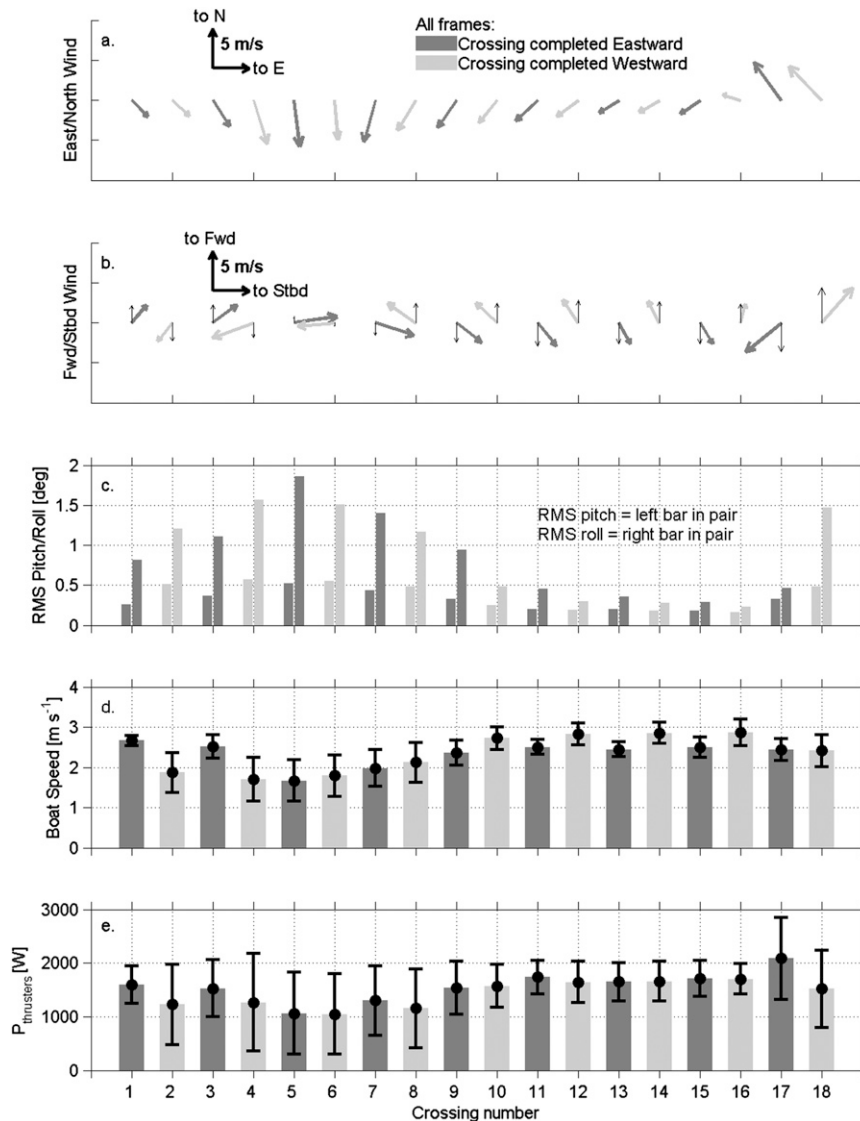 to N
a.
5 m/s
to E
All frames:
Crossing completed Eastward
Crossing completed Westward
East/North Wind
to Fwd
b.
5 m/s
to Stbd
Fwd/Stbd Wind
2
c.
1.5
RMS pitch = left bar in pair
RMS roll = right bar in pair
1
0.5
0
RMS Pitch/Roll [deg]
4
d.
3
2
1
0
Boat Speed [m s⁻¹]
3000
e.
2000
1000
0
P thrusters [W]
1 2 3 4 5 6 7 8 9 10 11 12 13 14 15 16 17 18
Crossing number